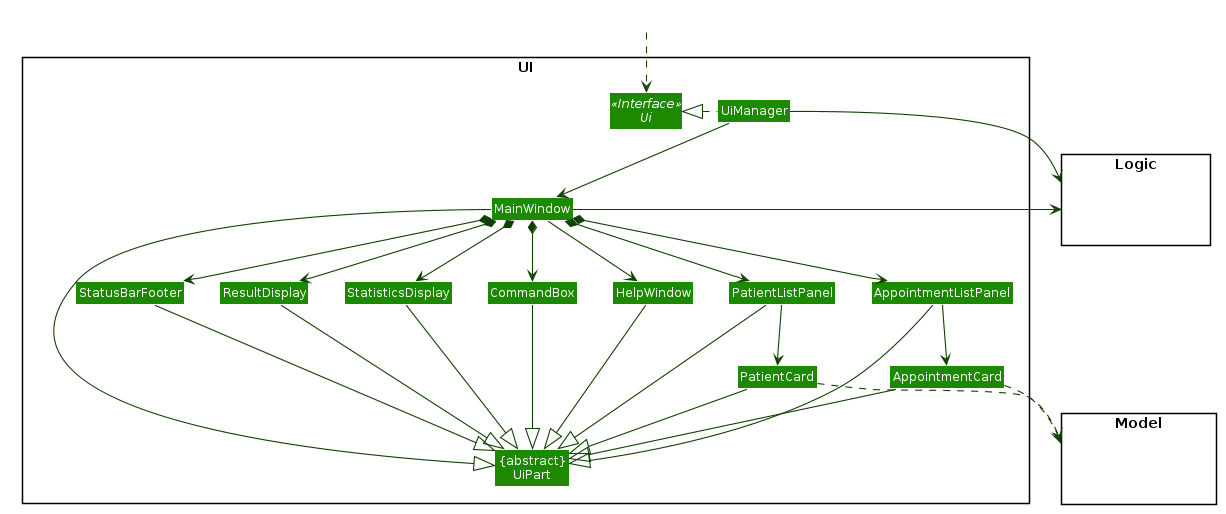 UI
«Interface»
Ui
UiManager
Logic
MainWindow
StatusBarFooter
ResultDisplay
StatisticsDisplay
CommandBox
HelpWindow
PatientListPanel
AppointmentListPanel
PatientCard
AppointmentCard
Model
{abstract}
UiPart